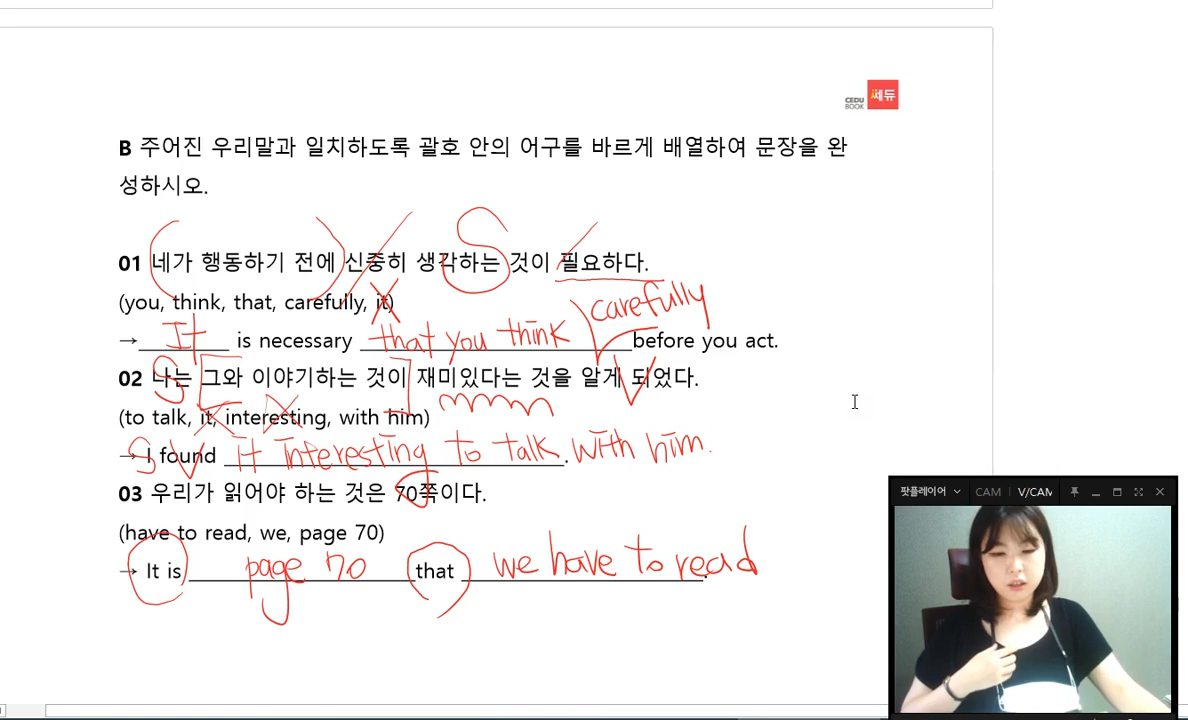 CEDU
BOOK
쎄듀
B 주어진 우리말과 일치하도록 괄호 안의 어구를 바르게 배열하여 문장을 완
성하시오.
01 네가 행동하기 전에 신중히 생각하는 것이 필요하다.
S
(you, think, that, carefully, it)
carefully
→ It is necessary that you think before you act.
02 나는 그와 이야기하는 것이 재미있다는 것을 알게 되었다.
S V
(to talk, it, interesting, with him)
→ I found it interesting to talk. with him.
S V
03 우리가 읽어야 하는 것은 70쪽이다.
(have to read, we, page 70)
→ It is page 70 that we have to read.
팟플레이어 CAM V/CAM